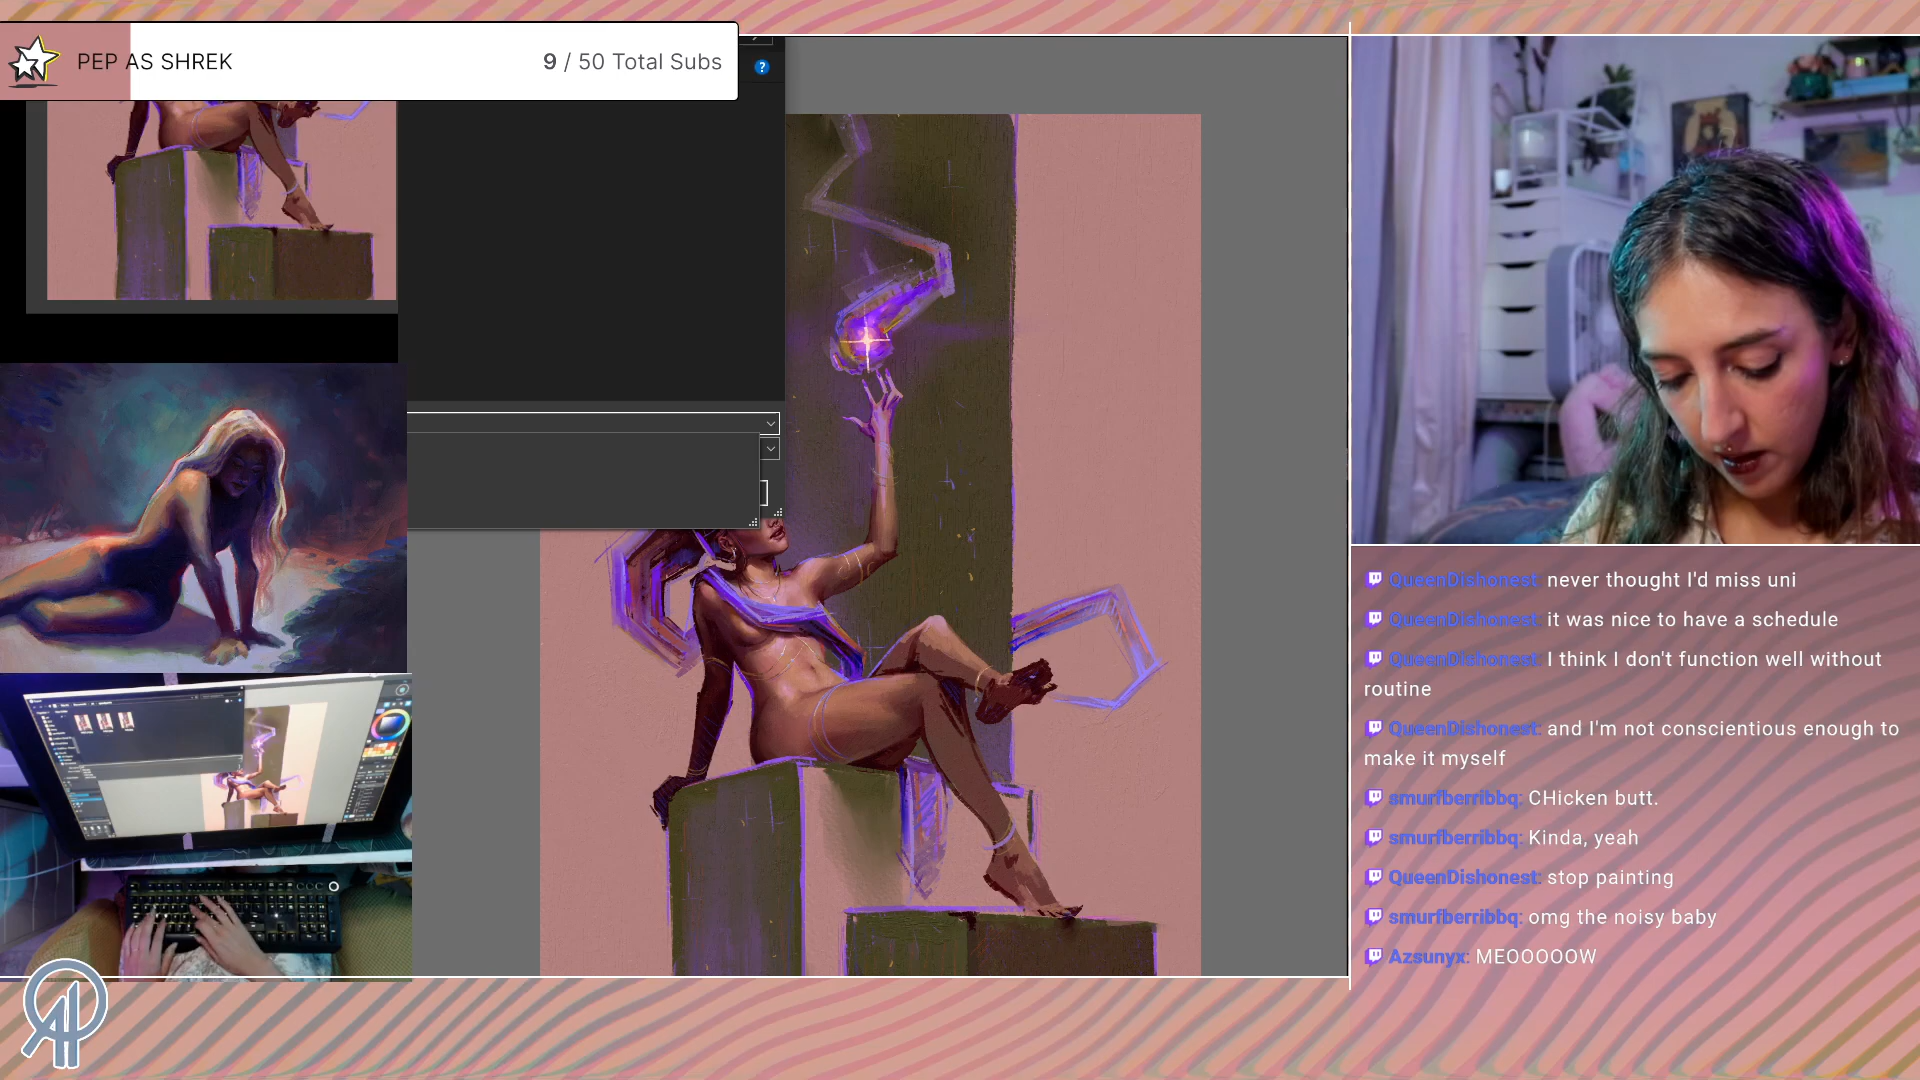 PEP AS SHREK
9 / 50 Total Subs
?
QueenDishonest: never thought I'd miss uni
QueenDishonest: it was nice to have a schedule
QueenDishonest: I think I don't function well without
routine
QueenDishonest: and I'm not conscientious enough to
make it myself
smurfberribbq: CHicken butt.
smurfberribbq: Kinda, yeah
QueenDishonest: stop painting
smurfberribbq: omg the noisy baby
Azsunyx: MEOOOOOW